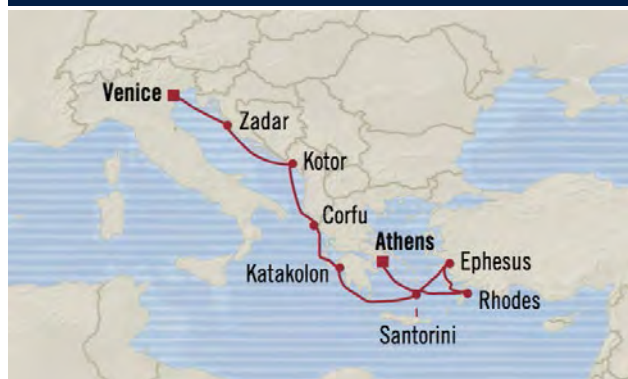 Venice
Zadar
Kotor
Corfu
Athens
Ephesus
Katakolon
Rhodes
Santorini